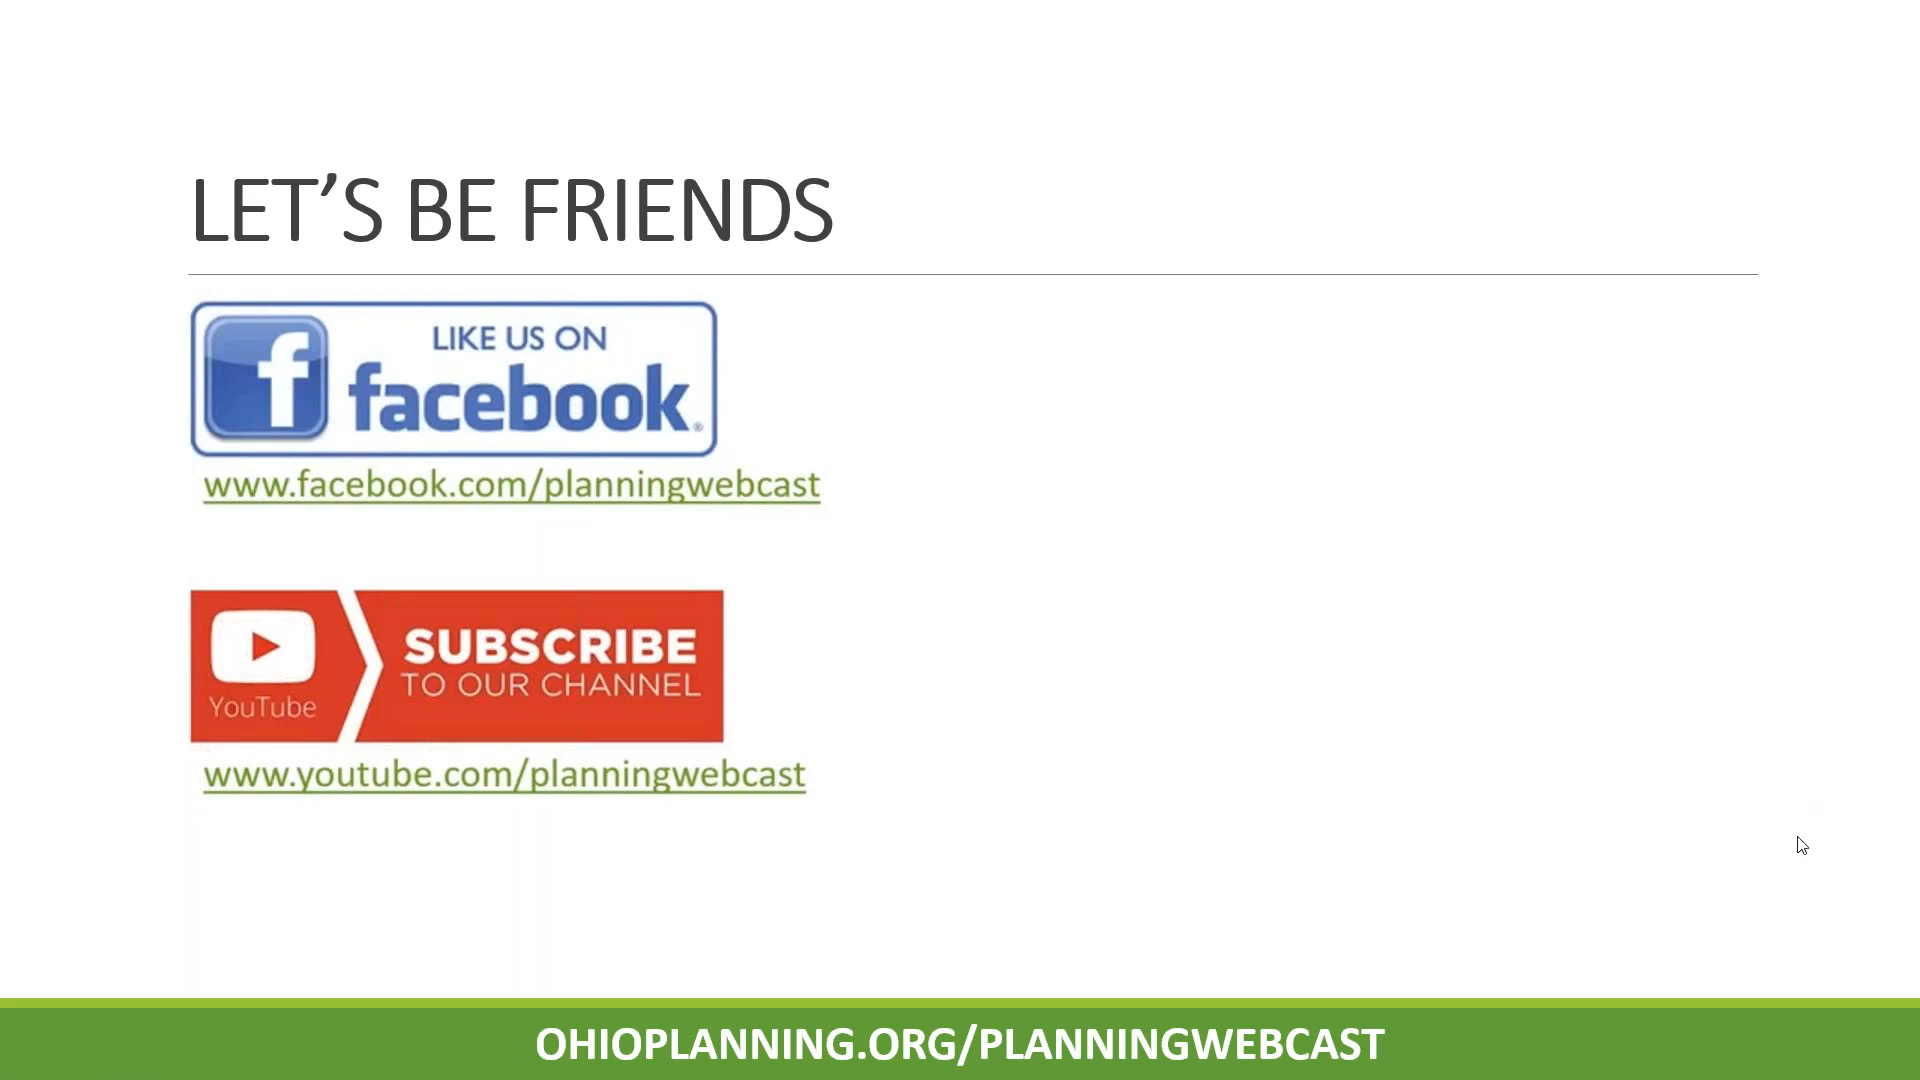 LET’S BE FRIENDS
f
LIKE US ON
facebook®
www.facebook.com/planningwebcast
YouTube
SUBSCRIBE
TO OUR CHANNEL
www.youtube.com/planningwebcast
OHIOPLANNING.ORG/PLANNINGWEBCAST